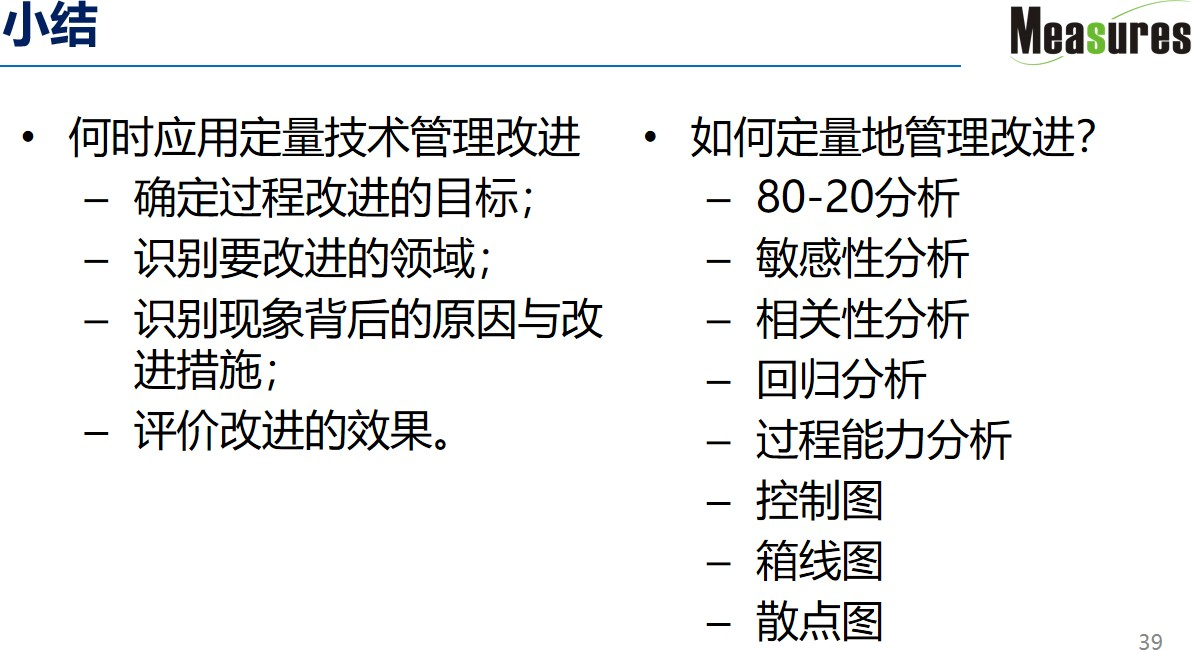 小结
Measures
• 何时应用定量技术管理改进
– 确定过程改进的目标；
– 识别要改进的领域；
– 识别现象背后的原因与改
进措施；
– 评价改进的效果。
• 如何定量地管理改进？
– 80-20分析
– 敏感性分析
– 相关性分析
– 回归分析
– 过程能力分析
– 控制图
– 箱线图
– 散点图
39